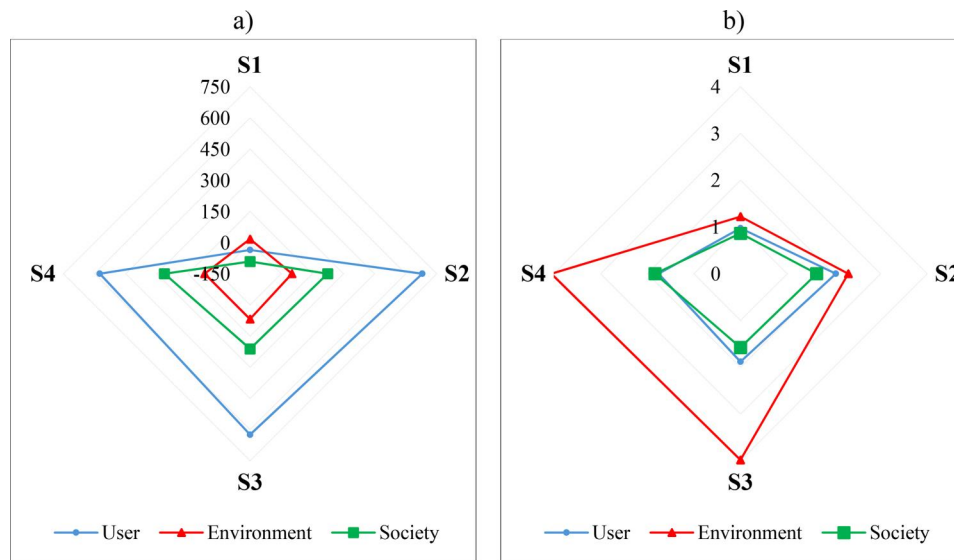 a)
S1
750
600
450
300
150
0
-150
S4
S2
S3
User
Environment
Society
b)
S1
4
3
2
1
0
S4
S2
S3
User
Environment
Society